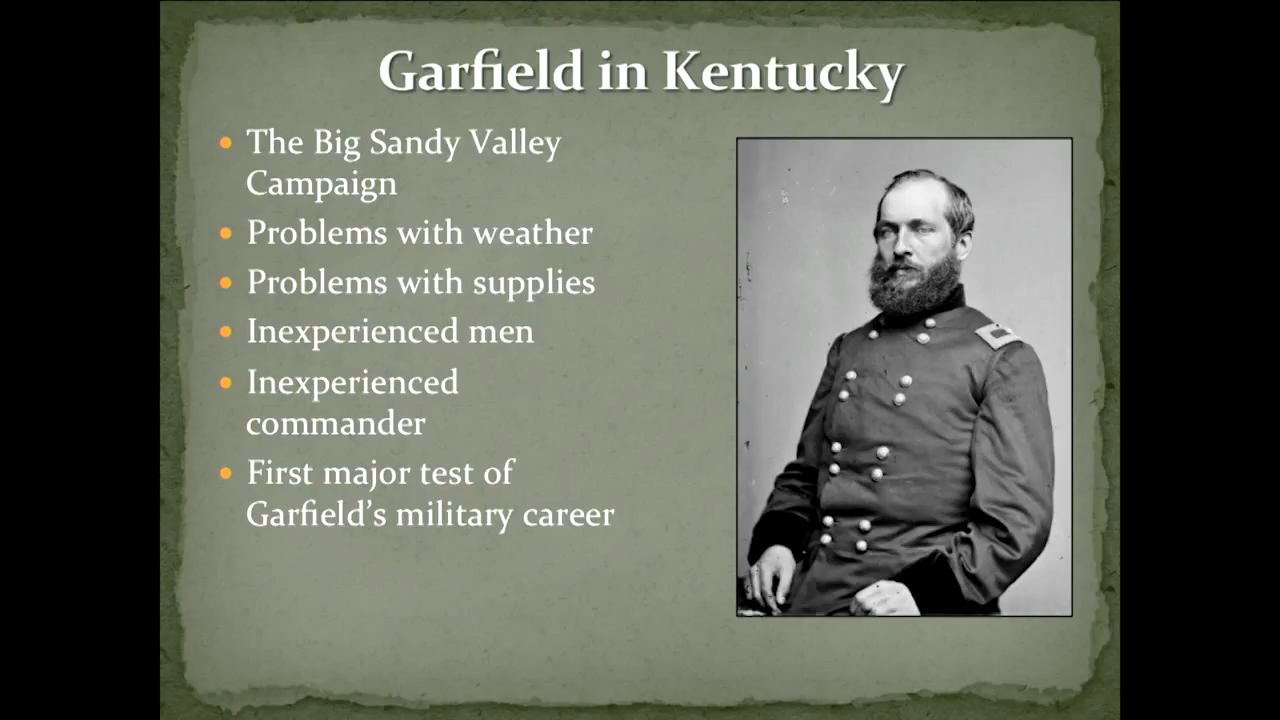 Garfield in Kentucky
• The Big Sandy Valley
Campaign
• Problems with weather
• Problems with supplies
• Inexperienced men
• Inexperienced
commander
• First major test of
Garfield’s military career